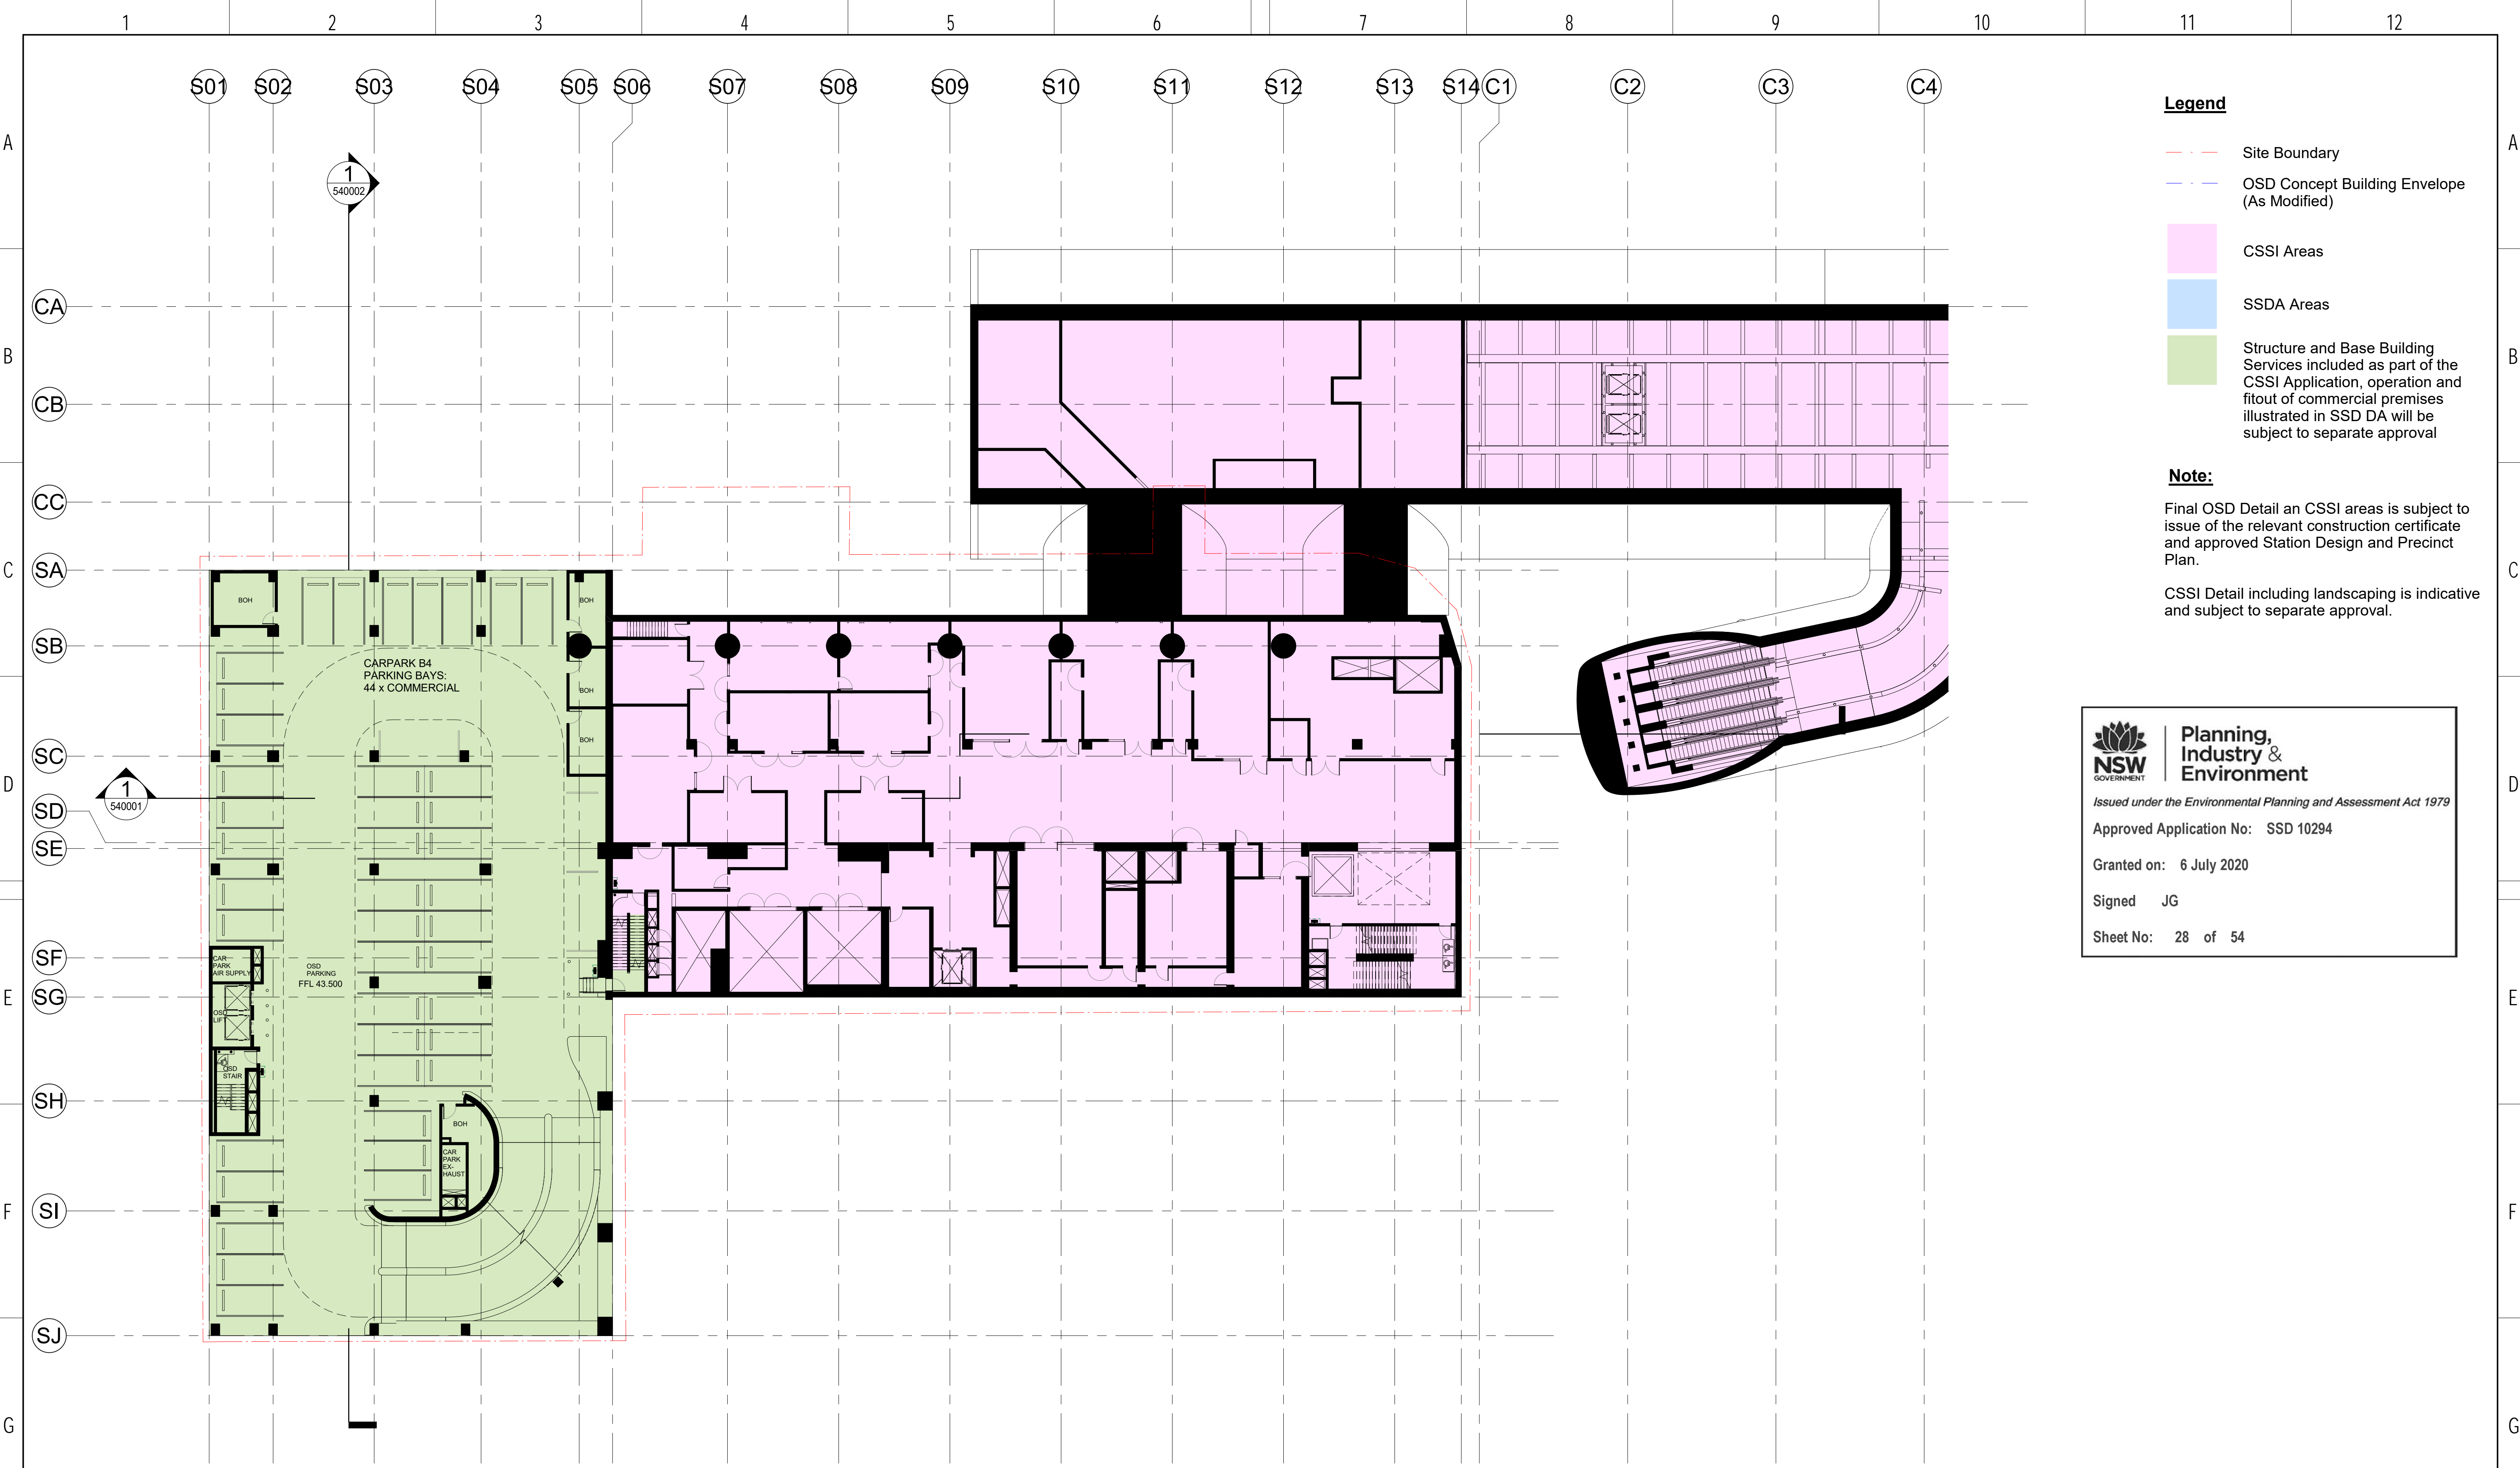 1 2 3 4 5 6 7 8 9 10 11 12
S01 S02 S03 S04 S05 S06 S07 S08 S09 S10 S11 S12 S13 S14 C1 C2 C3 C4
A
B
C
D
E
F
G
CA
CB
CC
SA
SB
SC
SD
SE
SF
SG
SH
SI
SJ
1
540002
1
540001
BOH
BOH
CARPARK B4
PARKING BAYS:
44 x COMMERCIAL
BOH
BOH
CAR
PARK
AIR SUPPLY
OSD
PARKING
FFL 43.500
OSD
LIFT
OSD
STAIR
BOH
CAR
PARK
EX-
HAUST
Legend
Site Boundary
OSD Concept Building Envelope
(As Modified)
CSSI Areas
SSDA Areas
Structure and Base Building
Services included as part of the
CSSI Application, operation and
fitout of commercial premises
illustrated in SSD DA will be
subject to separate approval
Note:
Final OSD Detail an CSSI areas is subject to
issue of the relevant construction certificate
and approved Station Design and Precinct
Plan.
CSSI Detail including landscaping is indicative
and subject to separate approval.
NSW
GOVERNMENT
Planning,
Industry &
Environment
Issued under the Environmental Planning and Assessment Act 1979
Approved Application No: SSD 10294
Granted on: 6 July 2020
Signed JG
Sheet No: 28 of 54
A
B
C
D
E
F
G